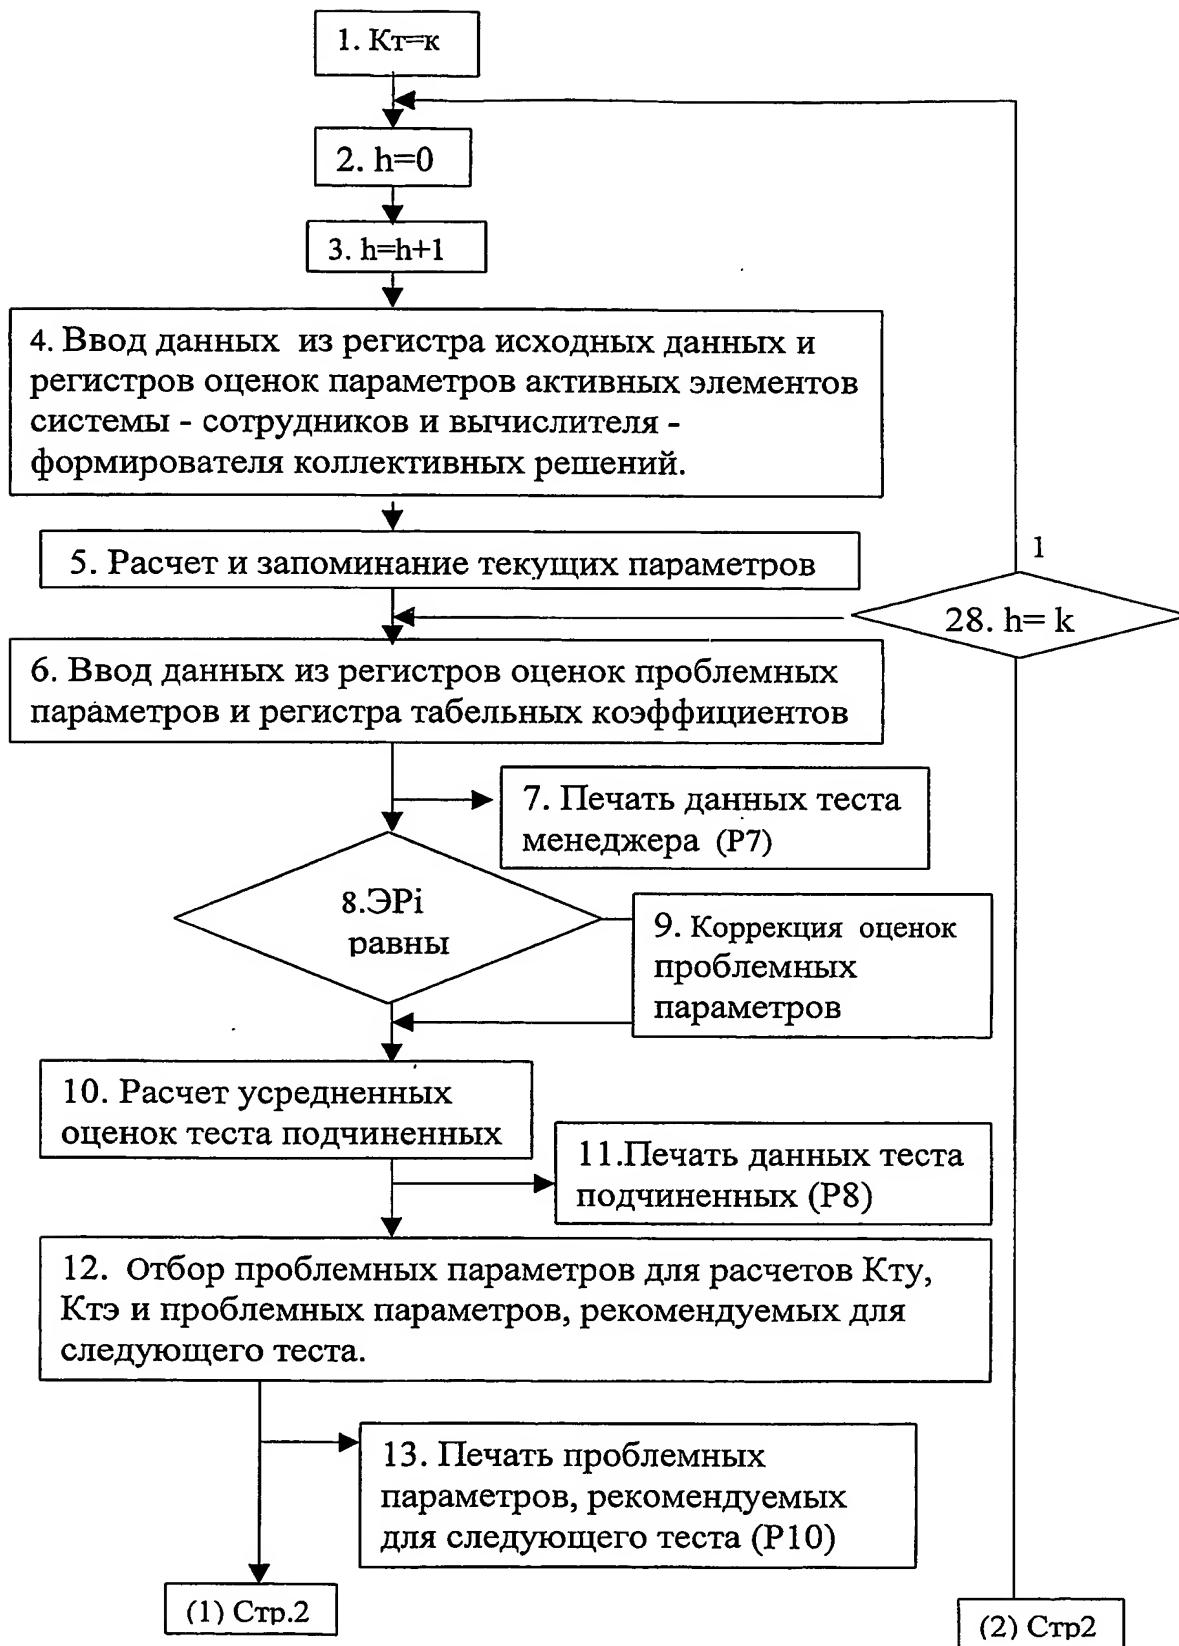 1. Кт=к
2. h=0
3. h=h+1
4. Ввод данных из регистра исходных данных и
регистров оценок параметров активных элементов
системы - сотрудников и вычислителя -
формирователя коллективных решений.
5. Расчет и запоминание текущих параметров
1
28. h= k
6. Ввод данных из регистров оценок проблемных
параметров и регистра табельных коэффициентов
7. Печать данных теста
менеджера (Р7)
8.ЭРi
равны
9. Коррекция оценок
проблемных
параметров
10. Расчет усредненных
оценок теста подчиненных
11.Печать данных теста
подчиненных (Р8)
12. Отбор проблемных параметров для расчетов Кту,
Ктэ и проблемных параметров, рекомендуемых для
следующего теста.
13. Печать проблемных
параметров, рекомендуемых
для следующего теста (Р10)
(1) Стр.2
(2) Стр2